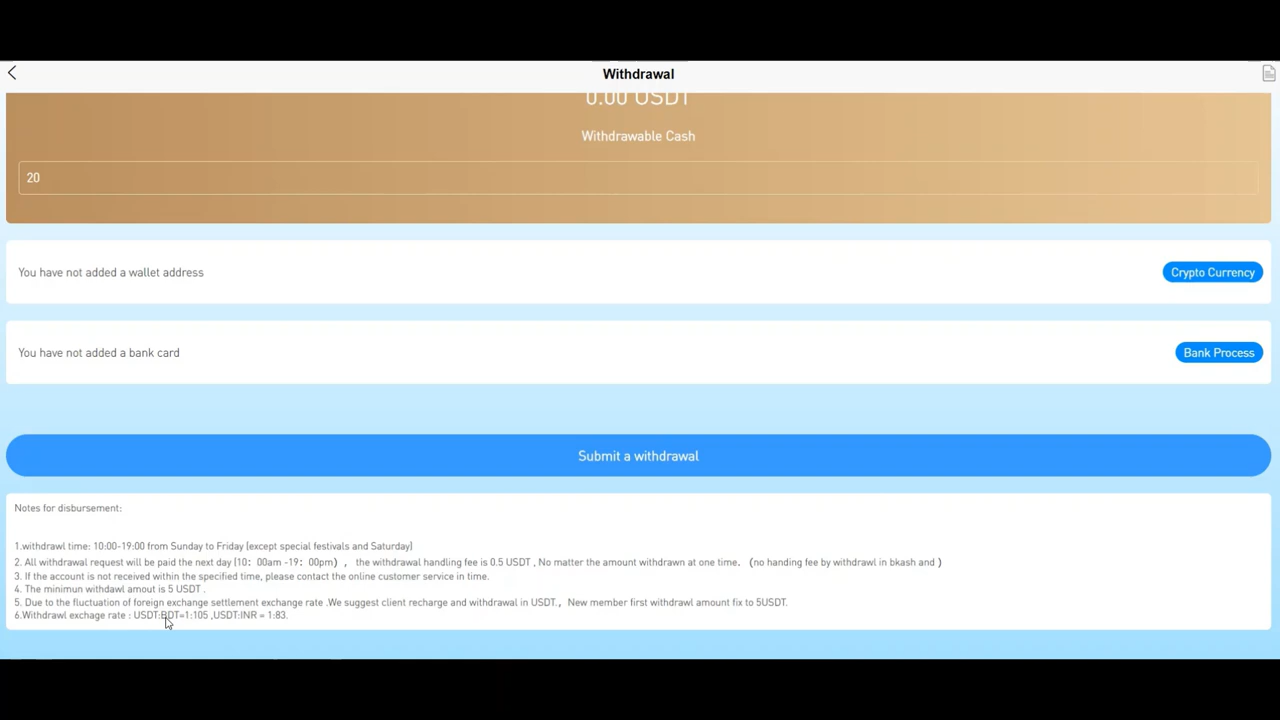 Withdrawal
0.00 USDT
Withdrawable Cash
20
You have not added a wallet address
Crypto Currency
You have not added a bank card
Bank Process
Submit a withdrawal
Notes for disbursement:
1.withdrawl time: 10:00-19:00 from Sunday to Friday (except special festivals and Saturday)
2. All withdrawal request will be paid the next day (10：00am -19：00pm) ， the withdrawal handling fee is 0.5 USDT , No matter the amount withdrawn at one time. (no handing fee by withdrawl in bkash and )
3. If the account is not received within the specified time, please contact the online customer service in time.
4. The minimun withdawl amout is 5 USDT .
5. Due to the fluctuation of foreign exchange settlement exchange rate .We suggest client recharge and withdrawal in USDT.， New member first withdrawl amount fix to 5USDT.
6.Withdrawl exchage rate : USDT:BDT=1:105 ,USDT:INR = 1:83.